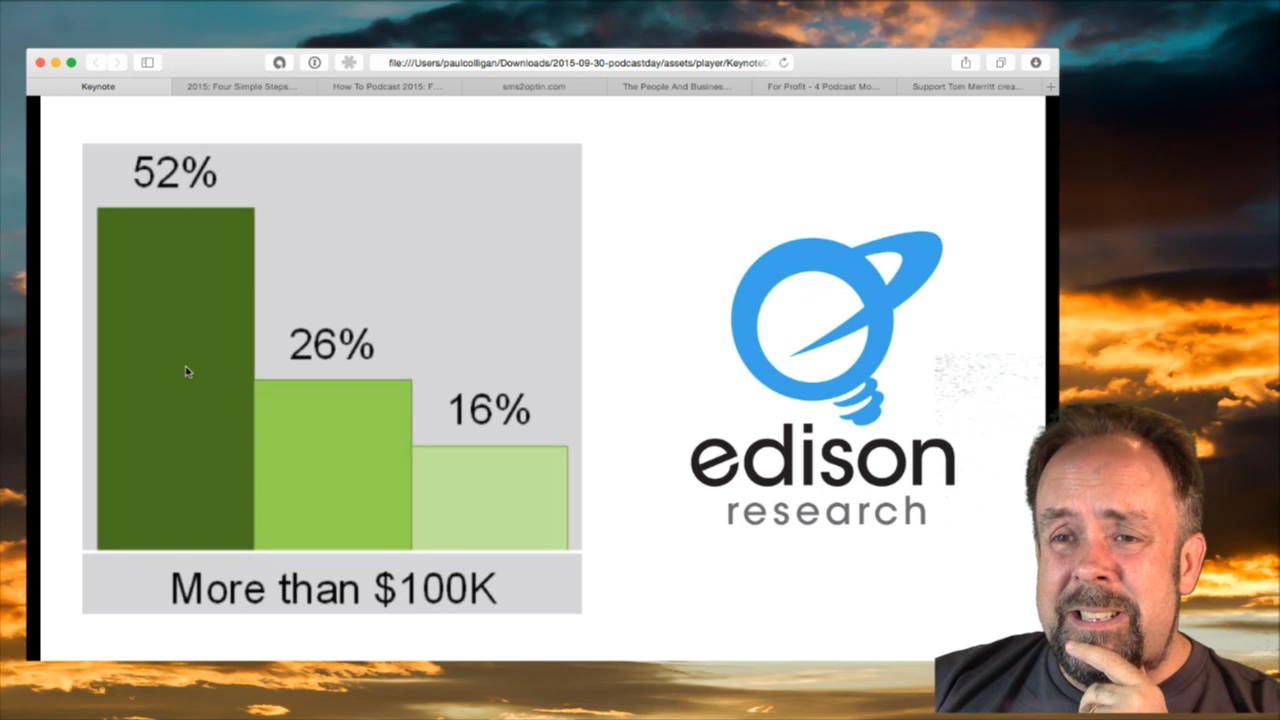 file:///Users/paulcolligan/Downloads/2015-09-30-podcastday/assets/player/Keynote
Keynote
2015: Four Simple Steps...
How To Podcast 2015: F...
sms2optin.com
The People And Busines...
For Profit - 4 Podcast Mo...
Support Tom Merritt crea...
52%
26%
16%
More than $100K
edison
research